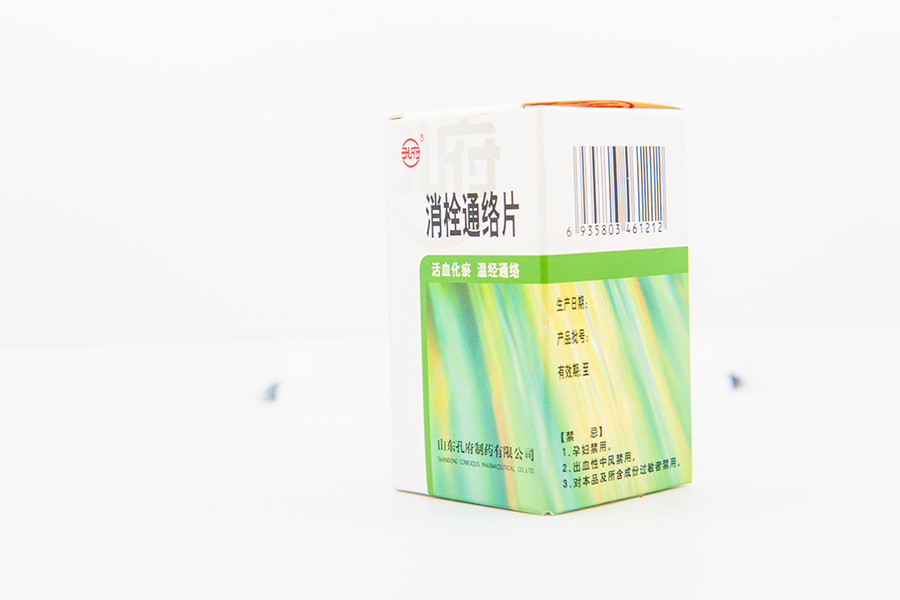 孔府
®
消栓通络片
活血化瘀 温经通络
山东孔府制药有限公司
SHANDONG CONFUCIUS PHARMACEUTICAL CO.,LTD.
6 935803 461212
生产日期:
产品批号:
有效期:至
【禁 忌】
1.孕妇禁用。
2.出血性中风禁用。
3.对本品及所含成份过敏者禁用。